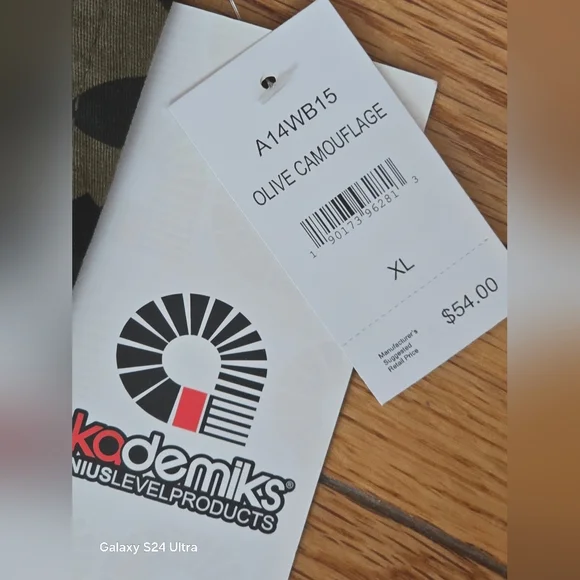 A14WB15
OLIVE CAMOUFLAGE
1 90173 96281 3
XL
$54.00
Manufacturer's
Suggested
Retail Price
kademiks®
NIUSLEVELPRODUCTS
Galaxy S24 Ultra